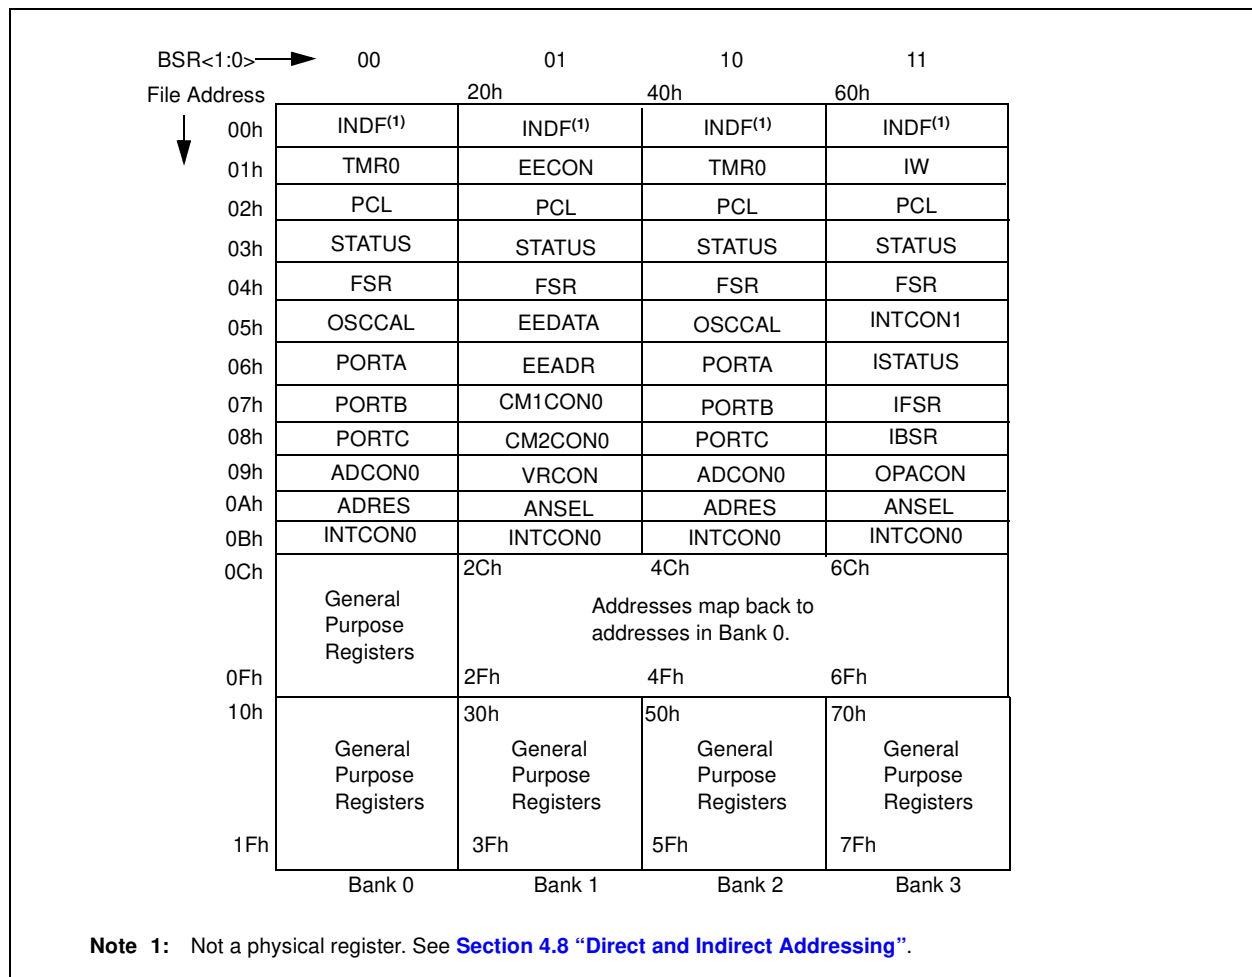 BSR<1:0> 00 01 10 11
File Address 20h 40h 60h
00h INDF(1) INDF(1) INDF(1) INDF(1)
01h TMR0 EECON TMR0 IW
02h PCL PCL PCL PCL
03h STATUS STATUS STATUS STATUS
04h FSR FSR FSR FSR
05h OSCCAL EEDATA OSCCAL INTCON1
06h PORTA EEADR PORTA ISTATUS
07h PORTB CM1CON0 PORTB IFSR
08h PORTC CM2CON0 PORTC IBSR
09h ADCON0 VRCON ADCON0 OPACON
0Ah ADRES ANSEL ADRES ANSEL
0Bh INTCON0 INTCON0 INTCON0 INTCON0
0Ch 2Ch 4Ch 6Ch
General
Purpose
Registers
Addresses map back to
addresses in Bank 0.
0Fh 2Fh 4Fh 6Fh
10h 30h 50h 70h
General General General General
Purpose Purpose Purpose Purpose
Registers Registers Registers Registers
1Fh 3Fh 5Fh 7Fh
Bank 0 Bank 1 Bank 2 Bank 3
Note 1: Not a physical register. See Section 4.8 “Direct and Indirect Addressing”.